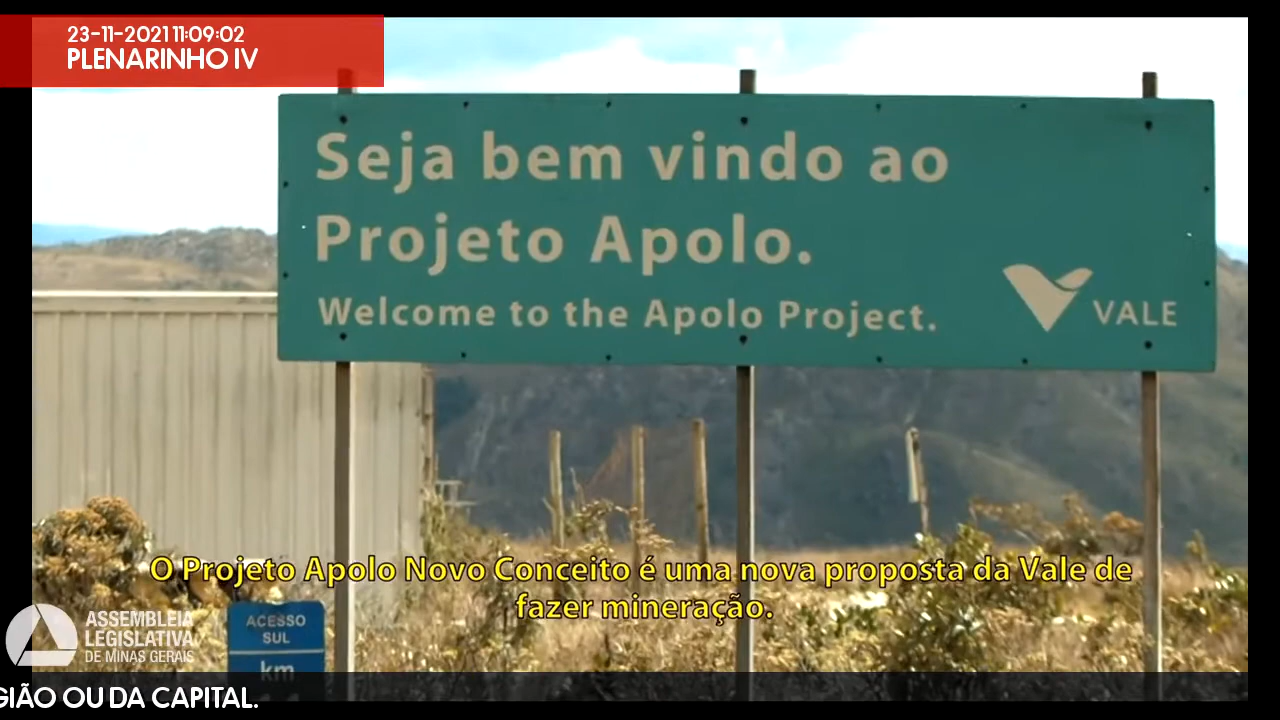 23-11-2021 11:09:02
PLENARINHO IV
Seja bem vindo ao
Projeto Apolo.
Welcome to the Apolo Project.
VALE
O Projeto Apolo Novo Conceito é uma nova proposta da Vale de
fazer mineração.
ACESSO
SUL
km
ASSEMBLEIA
LEGISLATIVA
DE MINAS GERAIS
GIÃO OU DA CAPITAL.